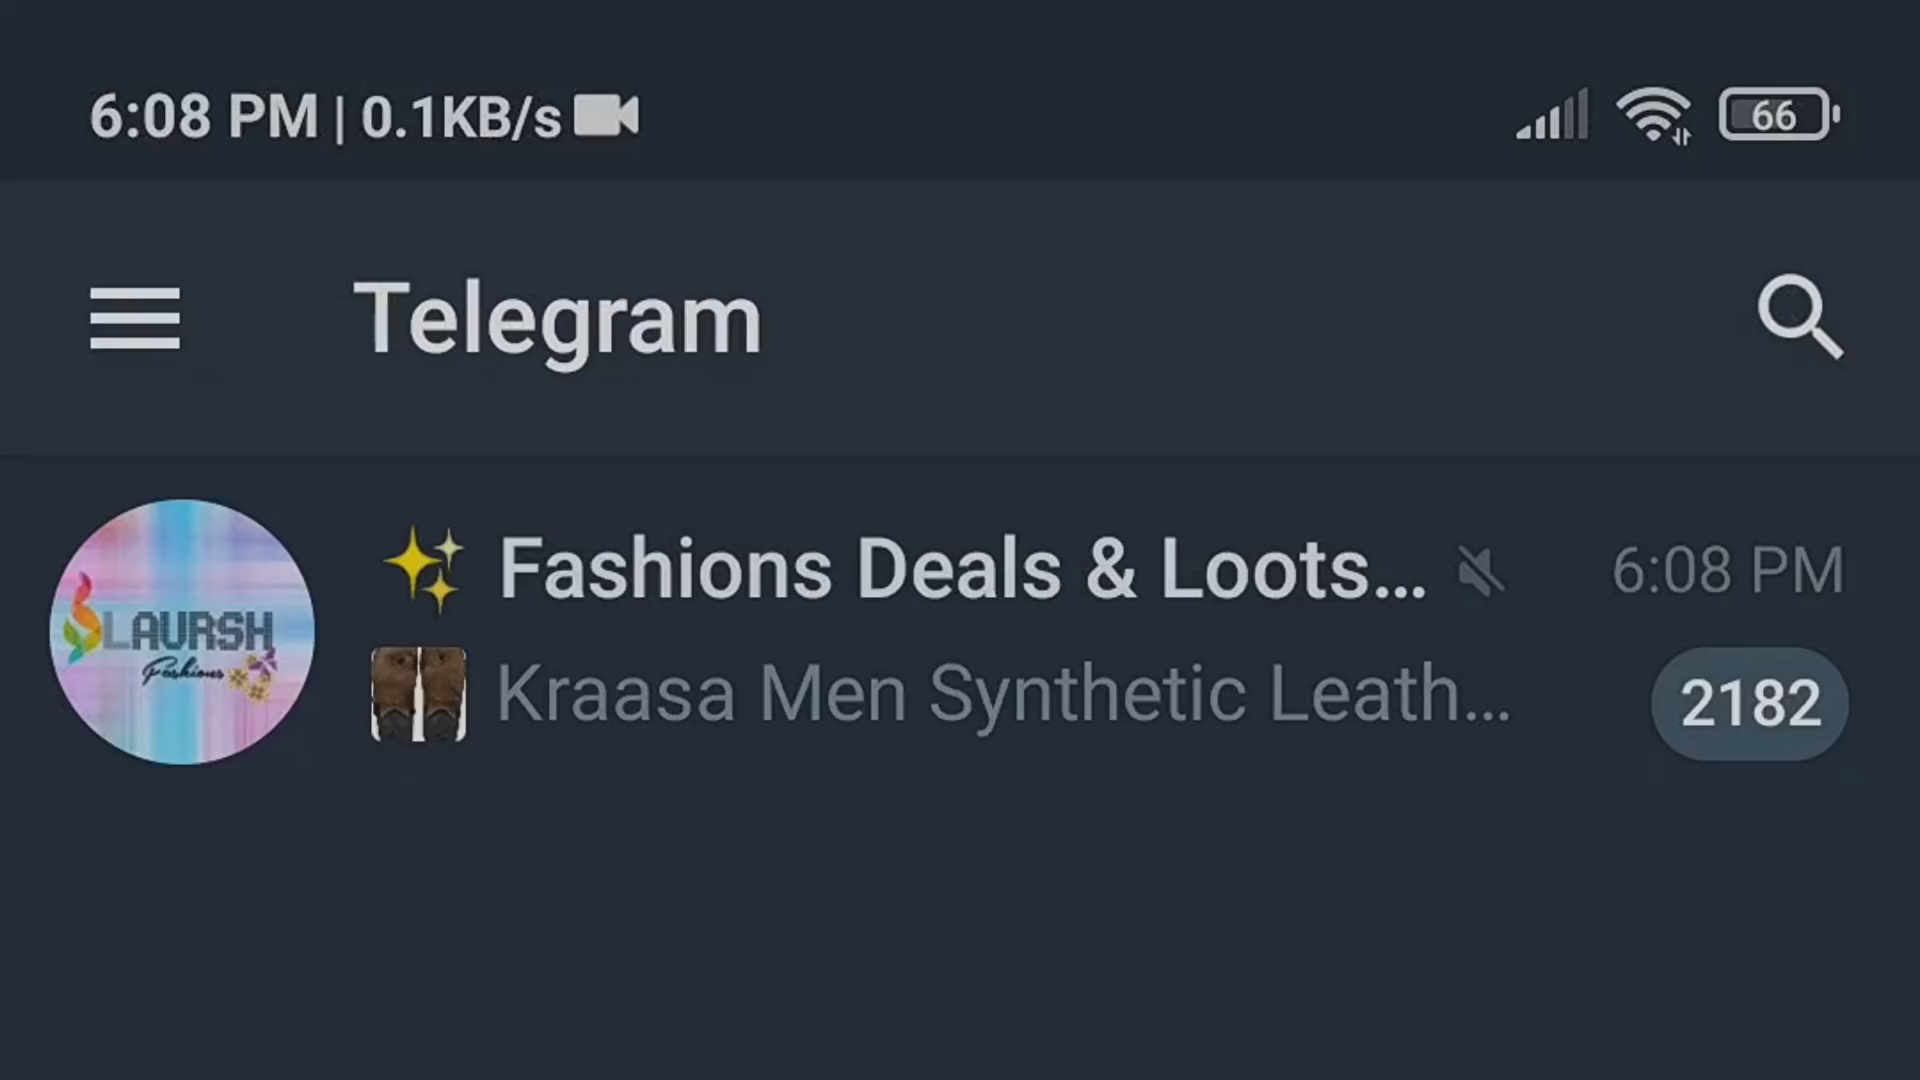 6:08 PM | 0.1KB/s
66
Telegram
✨ Fashions Deals & Loots...
6:08 PM
LAURSH
Fashions
Kraasa Men Synthetic Leath...
2182